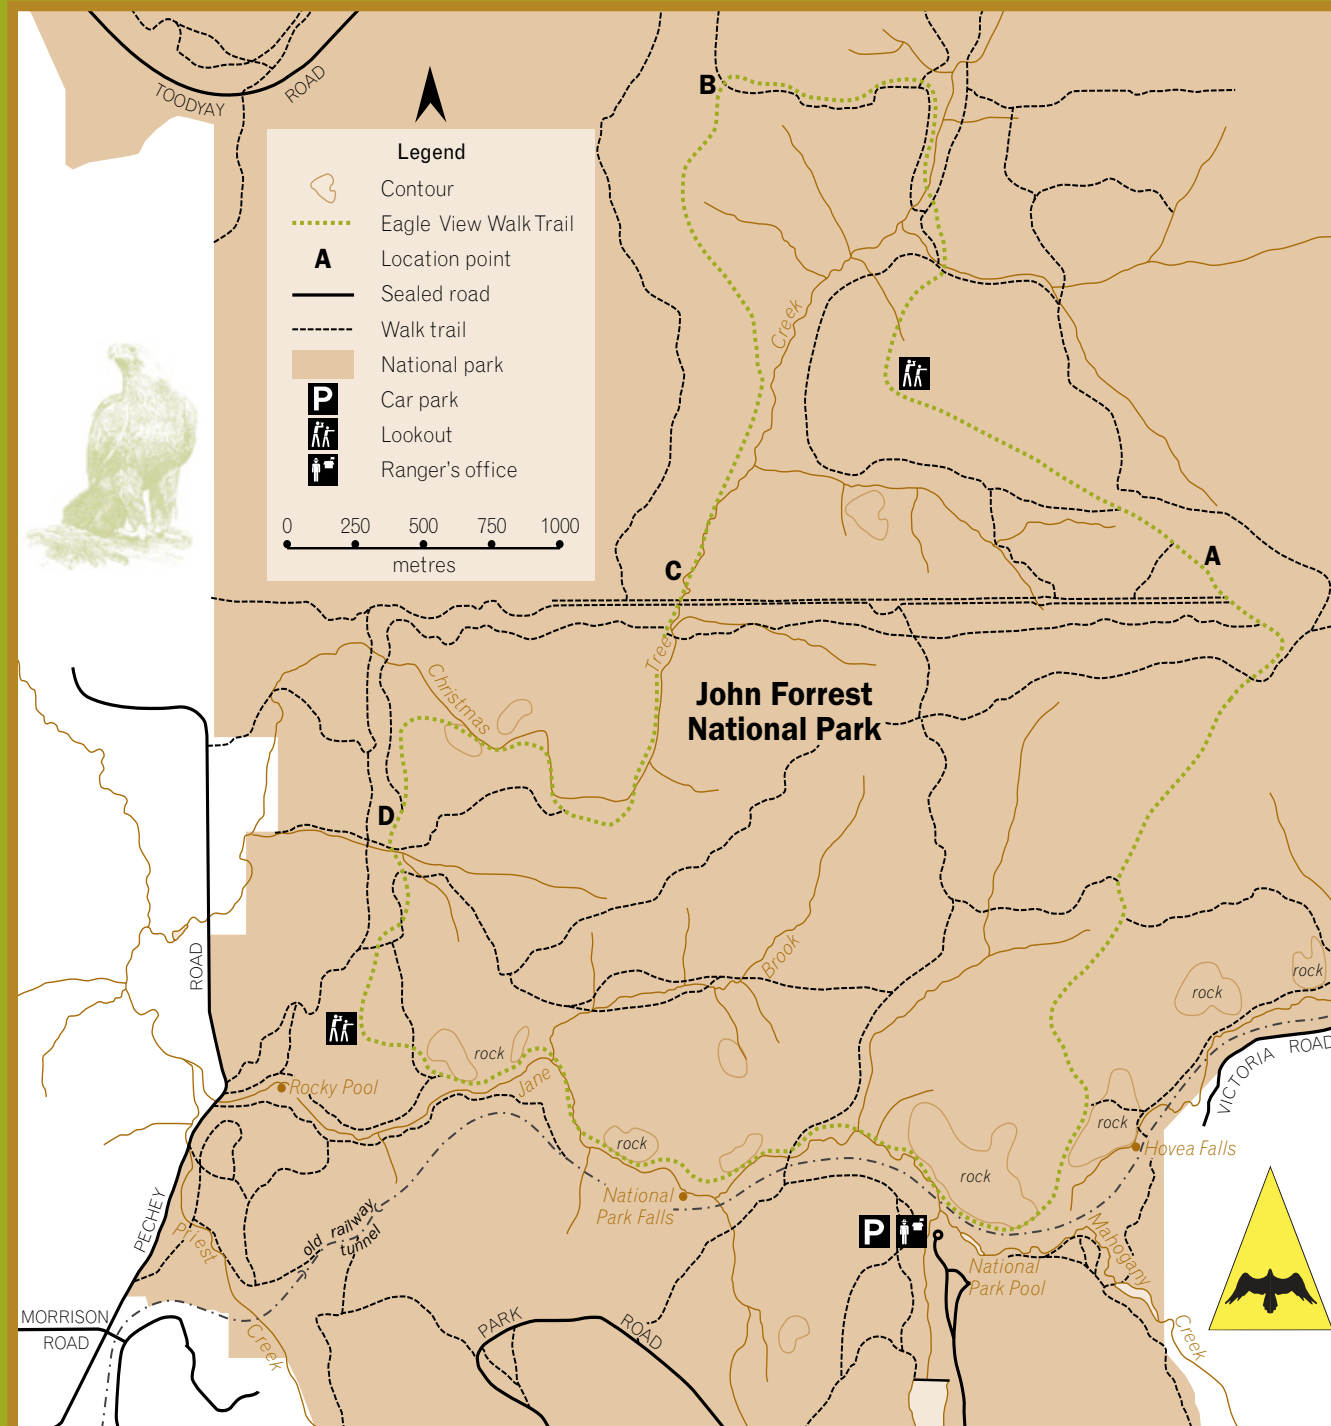 TOODYAY
ROAD
B
Legend
Contour
Eagle View Walk Trail
A
Location point
Sealed road
Walk trail
National park
P
Car park
Lookout
Ranger's office
0 250 500 750 1000
metres
Creek
C
A
Tree
Christmas
John Forrest
National Park
D
ROAD
Brook
rock
rock
rock
VICTORIA ROAD
Rocky Pool
Jane
rock
rock
Hovea Falls
rock
National
Park Falls
PECHEY
Priest
old railway
tunnel
P
Mahogany
National
Park Pool
MORRISON
ROAD
Creek
PARK
ROAD
Creek